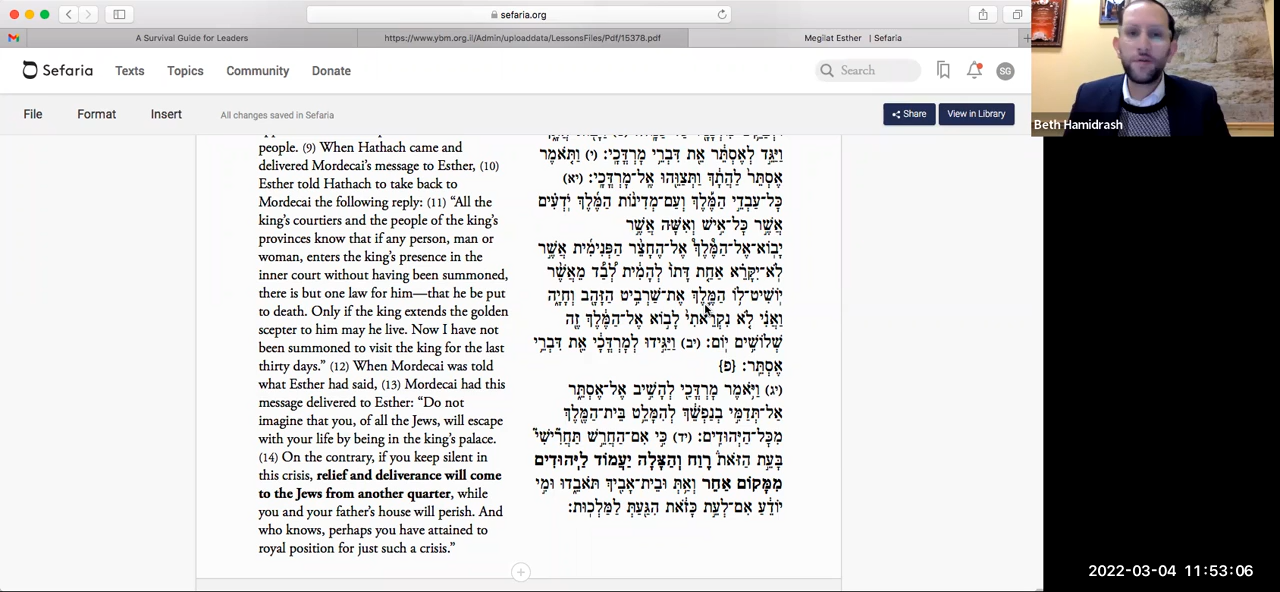 sefaria.org
A Survival Guide for Leaders
https://www.ybm.org.il/Admin/uploaddata/LessonsFiles/Pdf/15378.pdf
Megilat Esther | Sefaria
Sefaria
Texts
Topics
Community
Donate
Search
SG
Beth Hamidrash
File
Format
Insert
All changes saved in Sefaria
Share
View in Library
people. (9) When Hathach came and
delivered Mordecai’s message to Esther, (10)
Esther told Hathach to take back to
Mordecai the following reply: (11) “All the
king’s courtiers and the people of the king’s
provinces know that if any person, man or
woman, enters the king’s presence in the
inner court without having been summoned,
there is but one law for him—that he be put
to death. Only if the king extends the golden
scepter to him may he live. Now I have not
been summoned to visit the king for the last
thirty days.” (12) When Mordecai was told
what Esther had said, (13) Mordecai had this
message delivered to Esther: “Do not
imagine that you, of all the Jews, will escape
with your life by being in the king’s palace.
(14) On the contrary, if you keep silent in
this crisis, relief and deliverance will come
to the Jews from another quarter, while
you and your father’s house will perish. And
who knows, perhaps you have attained to
royal position for just such a crisis.”
וַיַּגֵּד לְאֶסְתֵּר אֵת דִּבְרֵי מׇרְדֳּכָי׃ (י) וַתֹּאמֶר
אֶסְתֵּר לַהֲתָךְ וַתְּצַוֵּהוּ אֶל־מׇרְדֳּכָי׃ (יא)
כׇּל־עַבְדֵי הַמֶּלֶךְ וְעַם־מְדִינוֹת הַמֶּלֶךְ יֹדְעִים
אֲשֶׁר כׇּל־אִישׁ וְאִשָּׁה אֲשֶׁר
יָבוֹא־אֶל־הַמֶּלֶךְ אֶל־הֶחָצֵר הַפְּנִימִית אֲשֶׁר
לֹא־יִקָּרֵא אַחַת דָּתוֹ לְהָמִית לְבַד מֵאֲשֶׁר
יוֹשִׁיט־לוֹ הַמֶּלֶךְ אֶת־שַׁרְבִיט הַזָּהָב וְחָיָה
וַאֲנִי לֹא נִקְרֵאתִי לָבוֹא אֶל־הַמֶּלֶךְ זֶה
שְׁלוֹשִׁים יוֹם׃ (יב) וַיַּגִּידוּ לְמׇרְדֳּכָי אֵת דִּבְרֵי
אֶסְתֵּר׃ {פ}
(יג) וַיֹּאמֶר מׇרְדֳּכַי לְהָשִׁיב אֶל־אֶסְתֵּר
אַל־תְּדַמִּי בְנַפְשֵׁךְ לְהִמָּלֵט בֵּית־הַמֶּלֶךְ
מִכׇּל־הַיְּהוּדִים׃ (יד) כִּי אִם־הַחֲרֵשׁ תַּחֲרִישִׁי
בָּעֵת הַזֹּאת רֶוַח וְהַצָּלָה יַעֲמוֹד לַיְּהוּדִים
מִמָּקוֹם אַחֵר וְאַתְּ וּבֵית־אָבִיךְ תֹּאבֵדוּ וּמִי
יוֹדֵעַ אִם־לְעֵת כָּזֹאת הִגַּעַתְּ לַמַּלְכוּת׃
2022-03-04 11:53:06